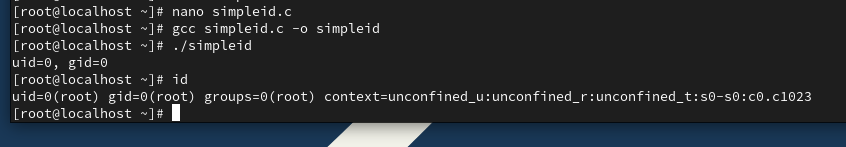 [root@localhost ~]# nano simpleid.c
[root@localhost ~]# gcc simpleid.c -o simpleid
[root@localhost ~]# ./simpleid
uid=0, gid=0
[root@localhost ~]# id
uid=0(root) gid=0(root) groups=0(root) context=unconfined_u:unconfined_r:unconfined_t:s0-s0:c0.c1023
[root@localhost ~]#